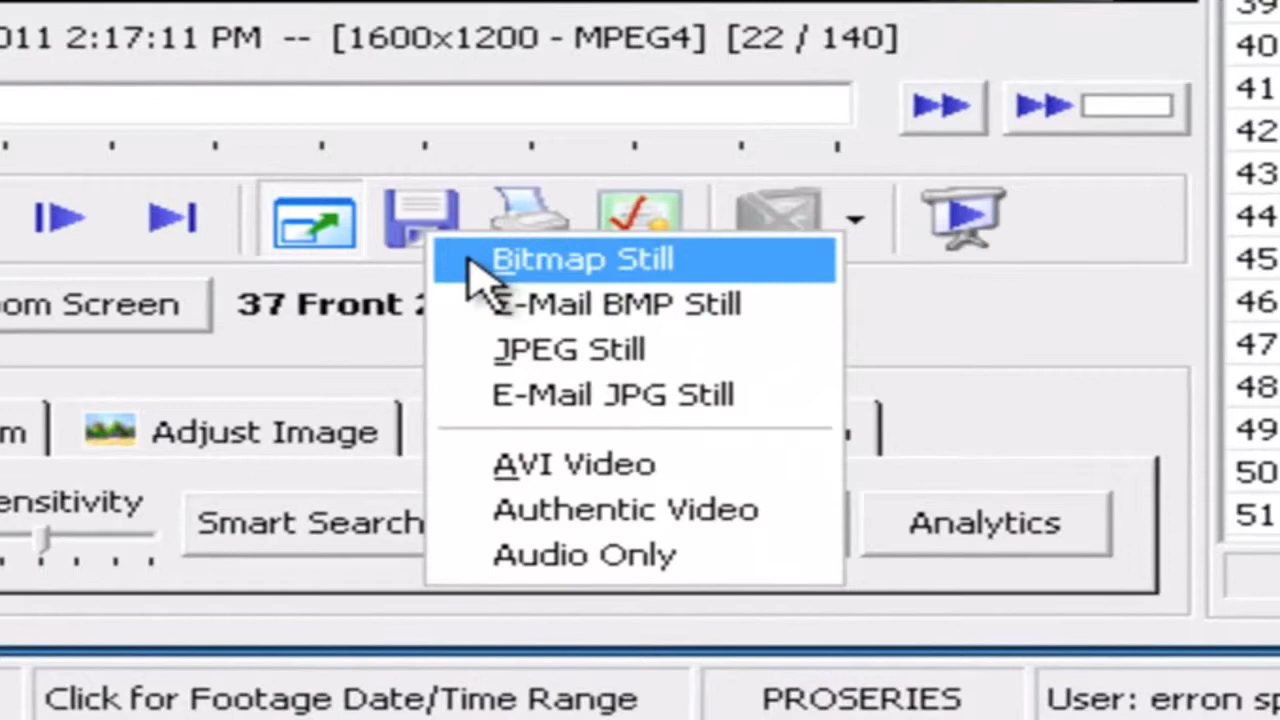 011 2:17:11 PM -- [1600x1200 - MPEG4] [22 / 140]
39
40
41
42
43
44
45
46
47
48
49
50
51
Bitmap Still
E-Mail BMP Still
JPEG Still
E-Mail JPG Still
AVI Video
Authentic Video
Audio Only
om Screen
37 Front
m
Adjust Image
ensitivity
Smart Search
Analytics
Click for Footage Date/Time Range
PROSERIES
User: erron sp